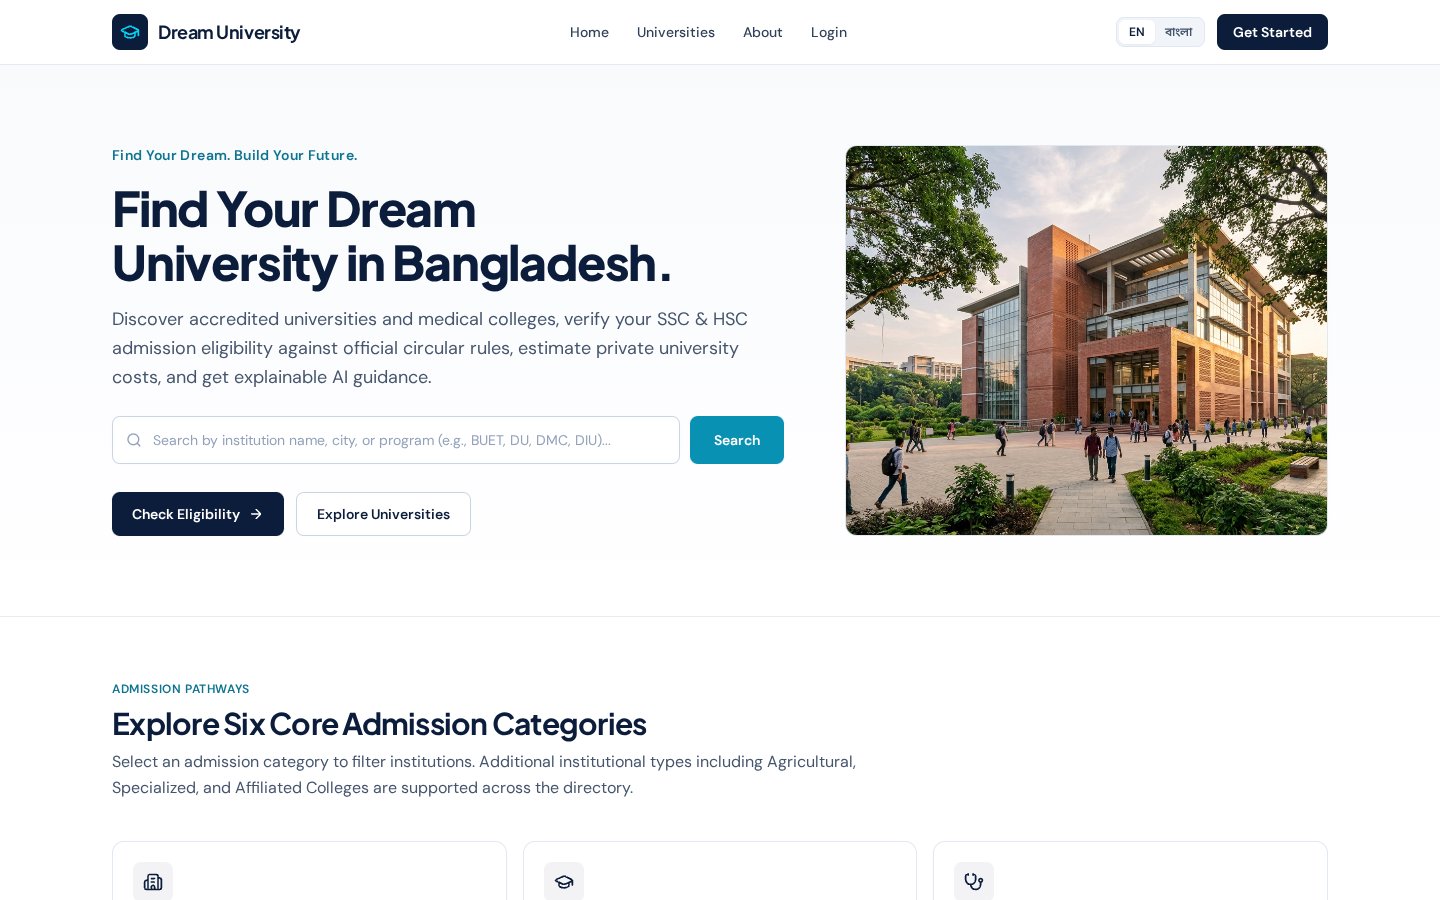 Dream University
Home
Universities
About
Login
EN
বাংলা
Get Started
Find Your Dream. Build Your Future.
Find Your Dream
University in Bangladesh.
Discover accredited universities and medical colleges, verify your SSC & HSC
admission eligibility against official circular rules, estimate private university
costs, and get explainable AI guidance.
Search by institution name, city, or program (e.g., BUET, DU, DMC, DIU)...
Search
Check Eligibility
Explore Universities
ADMISSION PATHWAYS
Explore Six Core Admission Categories
Select an admission category to filter institutions. Additional institutional types including Agricultural,
Specialized, and Affiliated Colleges are supported across the directory.